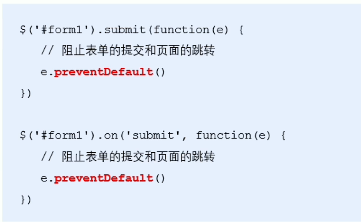 $('#form1').submit(function(e) {
   // 阻止表单的提交和页面的跳转
   e.preventDefault()
})

$('#form1').on('submit', function(e) {
   // 阻止表单的提交和页面的跳转
   e.preventDefault()
})